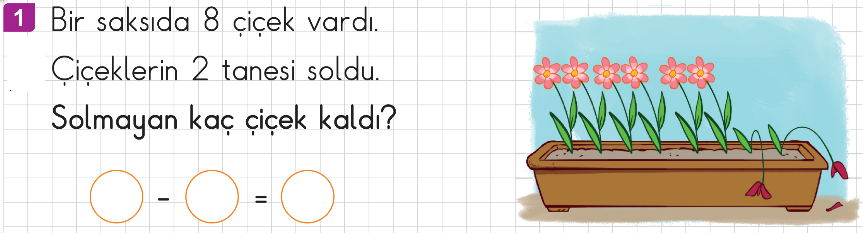 1 Bir saksıda 8 çiçek vardı.
Çiçeklerin 2 tanesi soldu.
Solmayan kaç çiçek kaldı?
- =